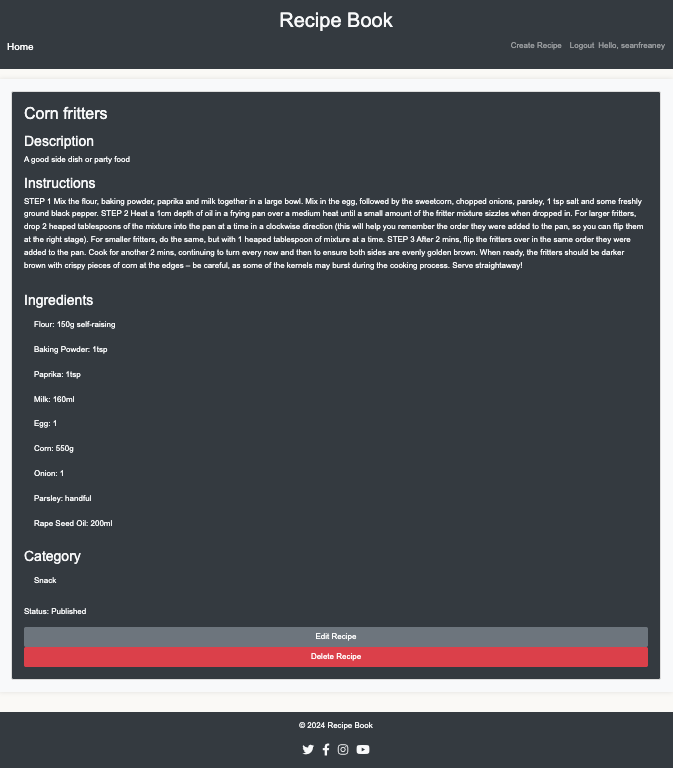 Recipe Book
Home
Create Recipe Logout Hello, seanfreaney
Corn fritters
Description
A good side dish or party food
Instructions
STEP 1 Mix the flour, baking powder, paprika and milk together in a large bowl. Mix in the egg, followed by the sweetcorn, chopped onions, parsley, 1 tsp salt and some freshly
ground black pepper. STEP 2 Heat a 1cm depth of oil in a frying pan over a medium heat until a small amount of the fritter mixture sizzles when dropped in. For larger fritters,
drop 2 heaped tablespoons of the mixture into the pan at a time in a clockwise direction (this will help you remember the order they were added to the pan, so you can flip them
at the right stage). For smaller fritters, do the same, but with 1 heaped tablespoon of mixture at a time. STEP 3 After 2 mins, flip the fritters over in the same order they were
added to the pan. Cook for another 2 mins, continuing to turn every now and then to ensure both sides are evenly golden brown. When ready, the fritters should be darker
brown with crispy pieces of corn at the edges – be careful, as some of the kernels may burst during the cooking process. Serve straightaway!
Ingredients
Flour: 150g self-raising
Baking Powder: 1tsp
Paprika: 1tsp
Milk: 160ml
Egg: 1
Corn: 550g
Onion: 1
Parsley: handful
Rape Seed Oil: 200ml
Category
Snack
Status: Published
Edit Recipe
Delete Recipe
© 2024 Recipe Book